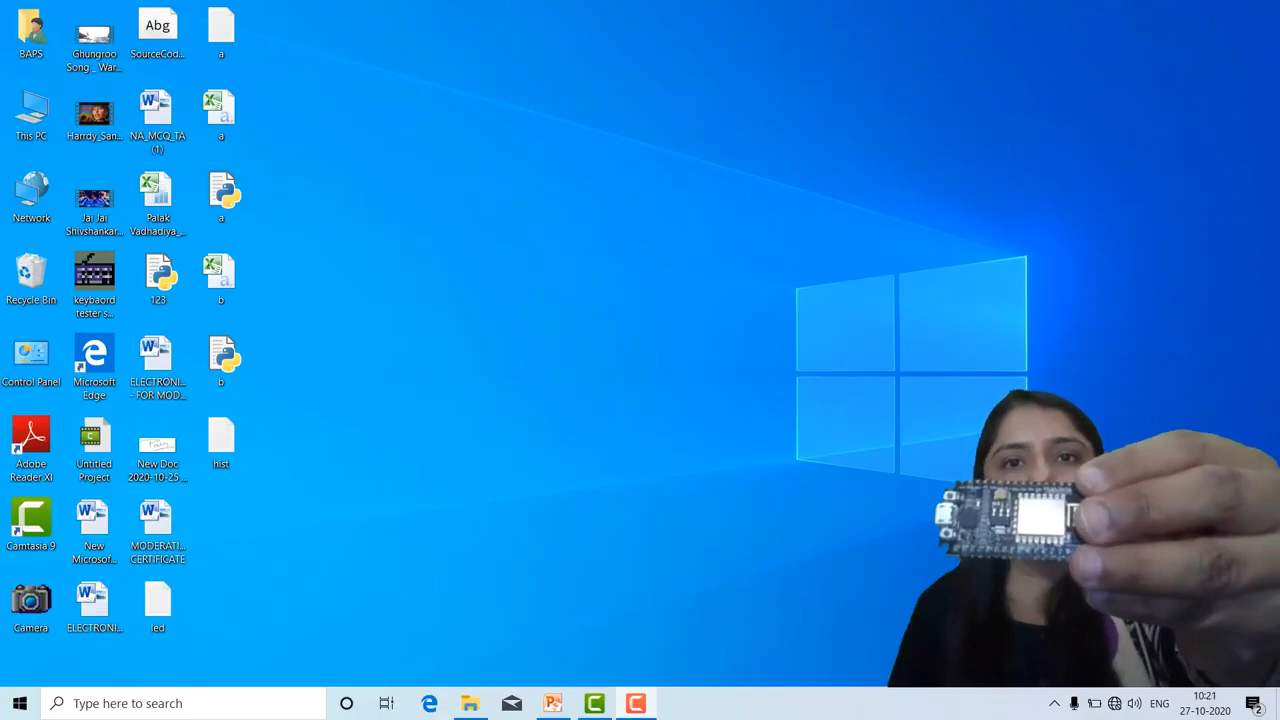 BAPS
Ghungroo
Song _ War...
Abg
SourceCod...
a
This PC
Harrdy_San...
NA_MCQ_TA
(1)
a
Network
Jai Jai
Shivshankar...
Palak
Vadhadiya_...
a
Recycle Bin
keybaord
tester s...
123
b
Control Panel
Microsoft
Edge
ELECTRONI...
- FOR MOD...
b
Adobe
Reader XI
Untitled
Project
New Doc
2020-10-25 ...
hist
Camtasia 9
New
Microsof...
MODERATI...
CERTIFICATE
Camera
ELECTRONI...
led
Type here to search
ENG
10:21
27-10-2020
2